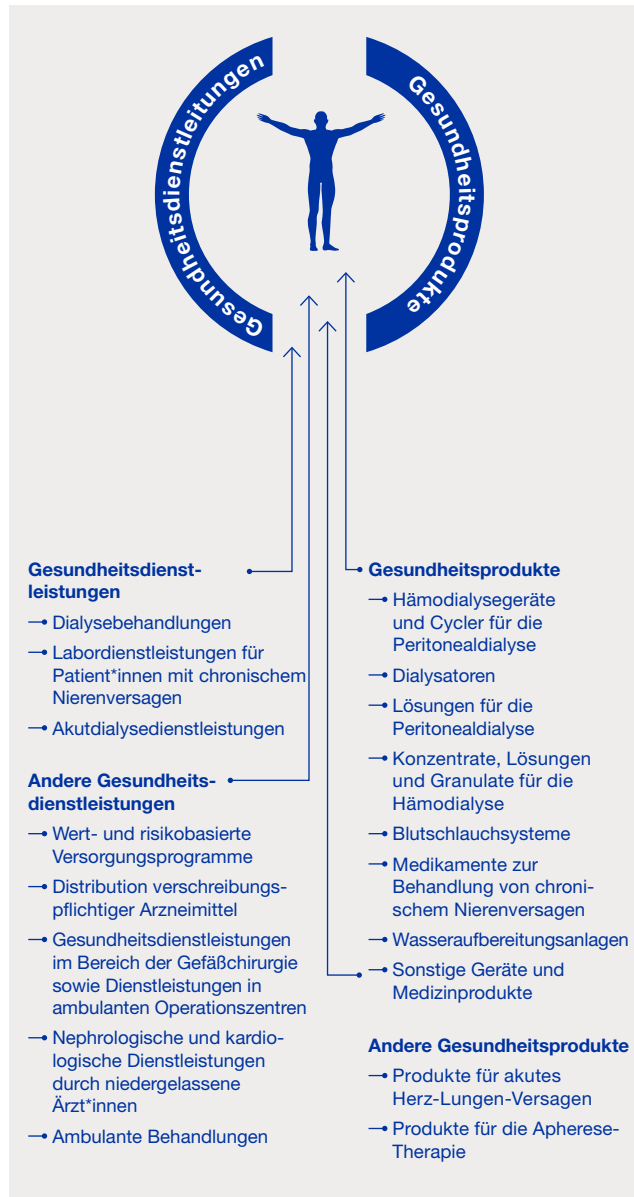 Gesundheitsdienstleitungen
Gesundheitsprodukte
Gesundheitsdienst-
leistungen
Dialysebehandlungen
Labordienstleistungen für
Patient*innen mit chronischem
Nierenversagen
Akutdialysedienstleistungen
Andere Gesundheits-
dienstleistungen
Wert- und risikobasierte
Versorgungsprogramme
Distribution verschreibungs-
pflichtiger Arzneimittel
Gesundheitsdienstleistungen
im Bereich der Gefäßchirurgie
sowie Dienstleistungen in
ambulanten Operationszentren
Nephrologische und kardio-
logische Dienstleistungen
durch niedergelassene
Ärzt*innen
Ambulante Behandlungen
Gesundheitsprodukte
Hämodialysegeräte
und Cycler für die
Peritonealdialyse
Dialysatoren
Lösungen für die
Peritonealdialyse
Konzentrate, Lösungen
und Granulate für die
Hämodialyse
Blutschlauchsysteme
Medikamente zur
Behandlung von chroni-
schem Nierenversagen
Wasseraufbereitungsanlagen
Sonstige Geräte und
Medizinprodukte
Andere Gesundheitsprodukte
Produkte für akutes
Herz-Lungen-Versagen
Produkte für die Apherese-
Therapie